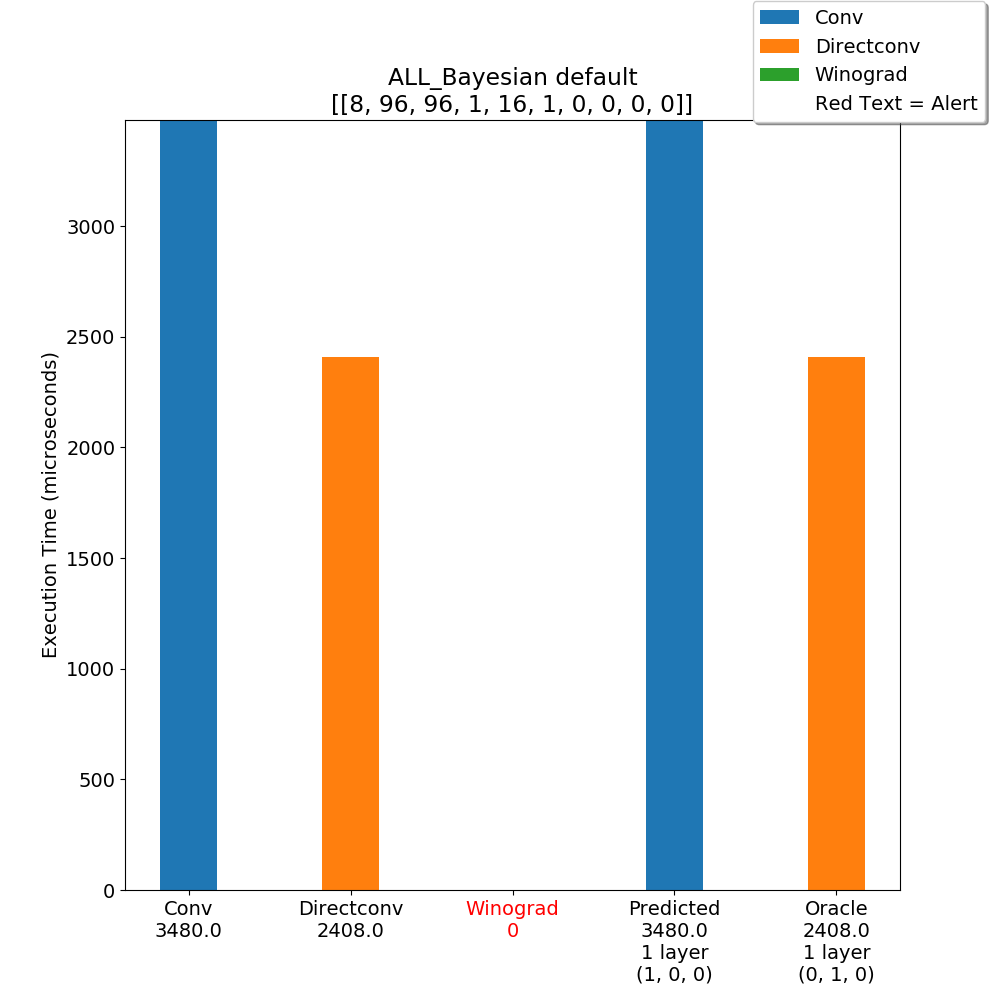 Conv
Directconv
Winograd
Red Text = Alert
ALL_Bayesian default
[[8, 96, 96, 1, 16, 1, 0, 0, 0, 0]]
Execution Time (microseconds)
3000
2500
2000
1500
1000
500
0
Conv
3480.0
Directconv
2408.0
Winograd
0
Predicted
3480.0
1 layer
(1, 0, 0)
Oracle
2408.0
1 layer
(0, 1, 0)